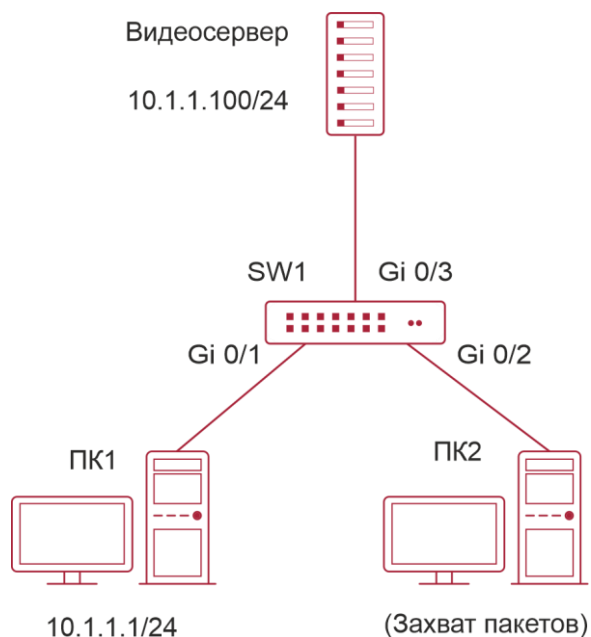 Видеосервер
10.1.1.100/24
SW1
Gi 0/3
Gi 0/1
Gi 0/2
ПК1
ПК2
10.1.1.1/24
(Захват пакетов)